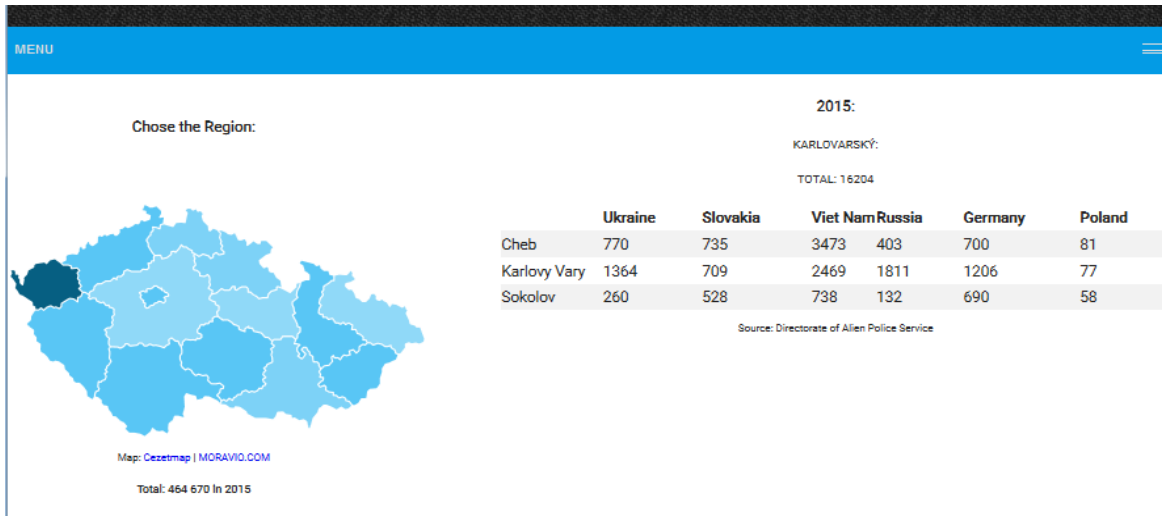 MENU
Chose the Region:
Map: Cezetmap | MORAVIO.COM
Total: 464 670 In 2015
2015:
KARLOVARSKÝ:
TOTAL: 16204
Ukraine Slovakia Viet Nam Russia Germany Poland
Cheb 770 735 3473 403 700 81
Karlovy Vary 1364 709 2469 1811 1206 77
Sokolov 260 528 738 132 690 58
Source: Directorate of Alien Police Service